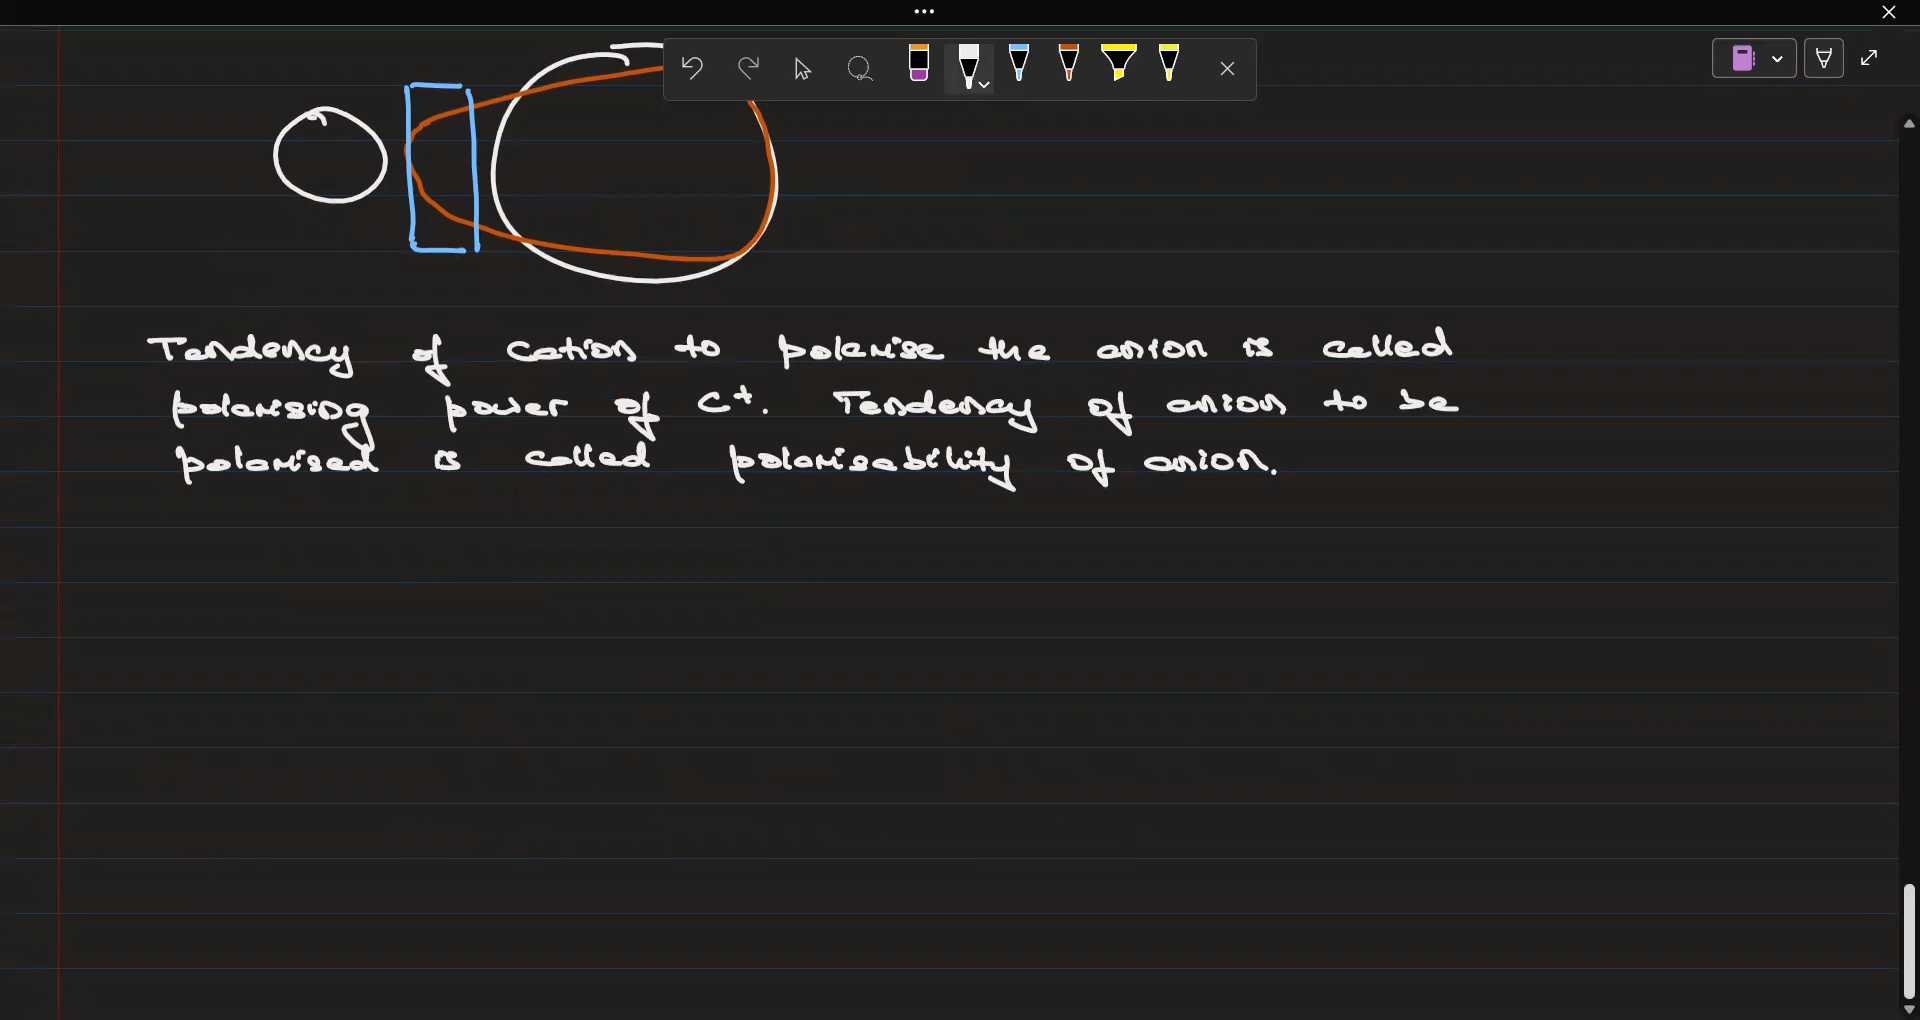 Tendency of cation to polarise the anion is called
polarising power of C⁺. Tendency of anion to be
polarised is called polarisability of anion.